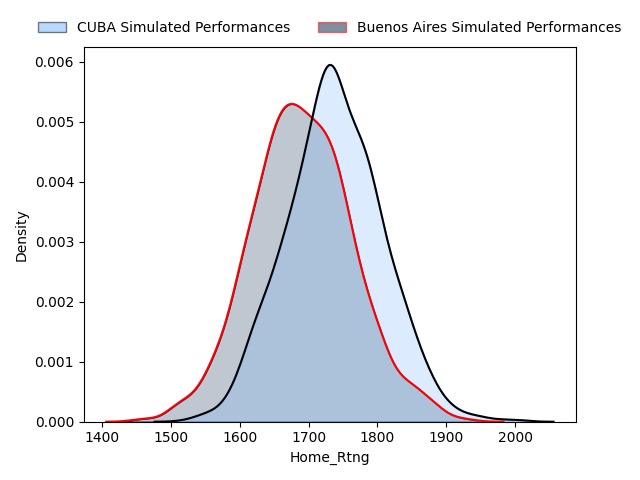 CUBA Simulated Performances
Buenos Aires Simulated Performances
0.006
0.005
0.004
0.003
0.002
0.001
0.000
Density
1400 1500 1600 1700 1800 1900 2000
Home_Rtng